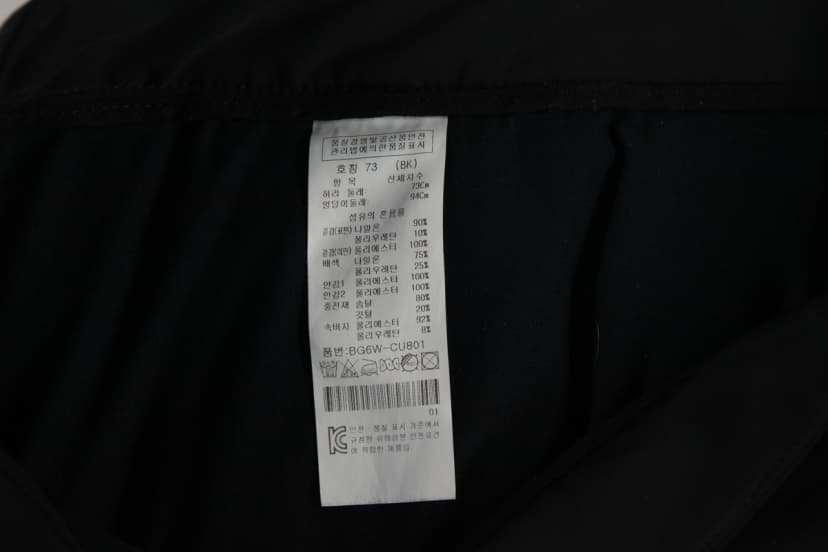 품질경영및공산품안전
관리법에의한품질표시
호칭 73 (BK)
항 목 신체치수
허리 둘레: 73Cm
엉덩이둘레: 94Cm
섬유의 혼용률
겉감(표면) 나일론 90%
폴리우레탄 10%
겉감(이면) 폴리에스터 100%
배색 나일론 75%
폴리우레탄 25%
안감1 폴리에스터 100%
안감2 폴리에스터 100%
충전재 솜털 80%
깃털 20%
속바지 폴리에스터 92%
폴리우레탄 8%
품번:BG6W-CU801
01
안전·품질 표시 기준에서
규정한 유해성분 안전요건
에 적합한 제품임.